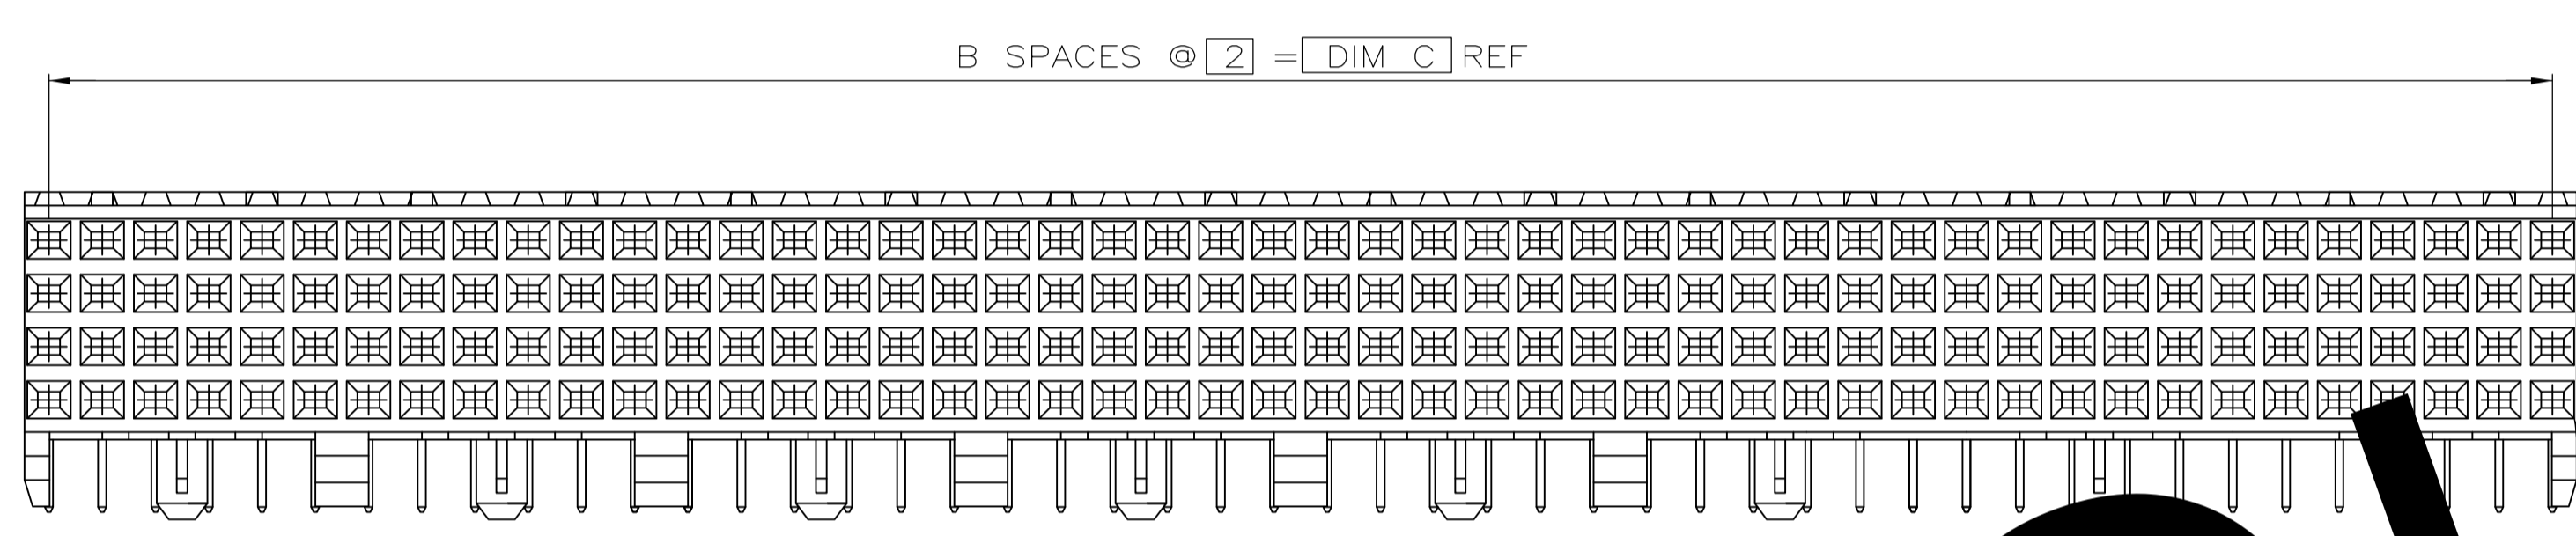 B SPACES @ 2 = DIM C REF